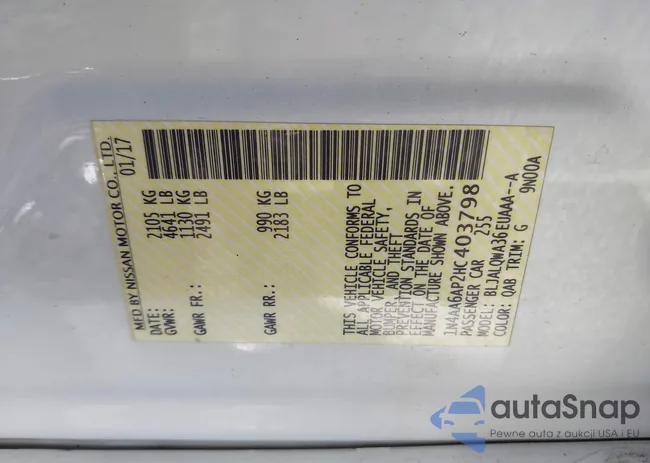 MFD BY NISSAN MOTOR CO., LTD.
DATE: 01/17
GVWR: 2105 KG
4641 LB
GAWR FR.: 1130 KG
2491 LB
GAWR RR.: 990 KG
2183 LB
THIS VEHICLE CONFORMS TO
ALL APPLICABLE FEDERAL
MOTOR VEHICLE SAFETY,
BUMPER, AND THEFT
PREVENTION STANDARDS IN
EFFECT ON THE DATE OF
MANUFACTURE SHOWN ABOVE.
1N4AA6AP2HC403798
PASSENGER CAR 255
MODEL: BLJALQWA36EUAAA--A
COLOR: QAB TRIM: G 9N00A
autaSnap
Pewne auta z aukcji USA i EU